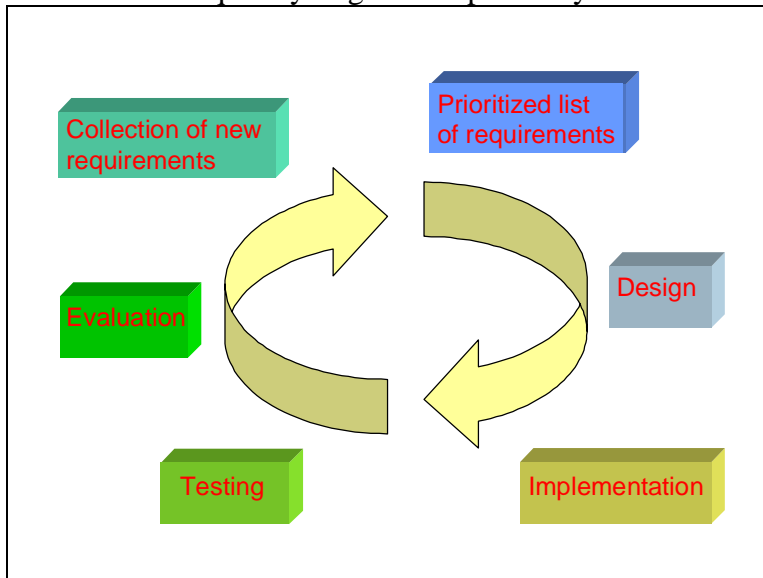 Collection of new
requirements
Prioritized list
of requirements
Design
Implementation
Testing
Evaluation